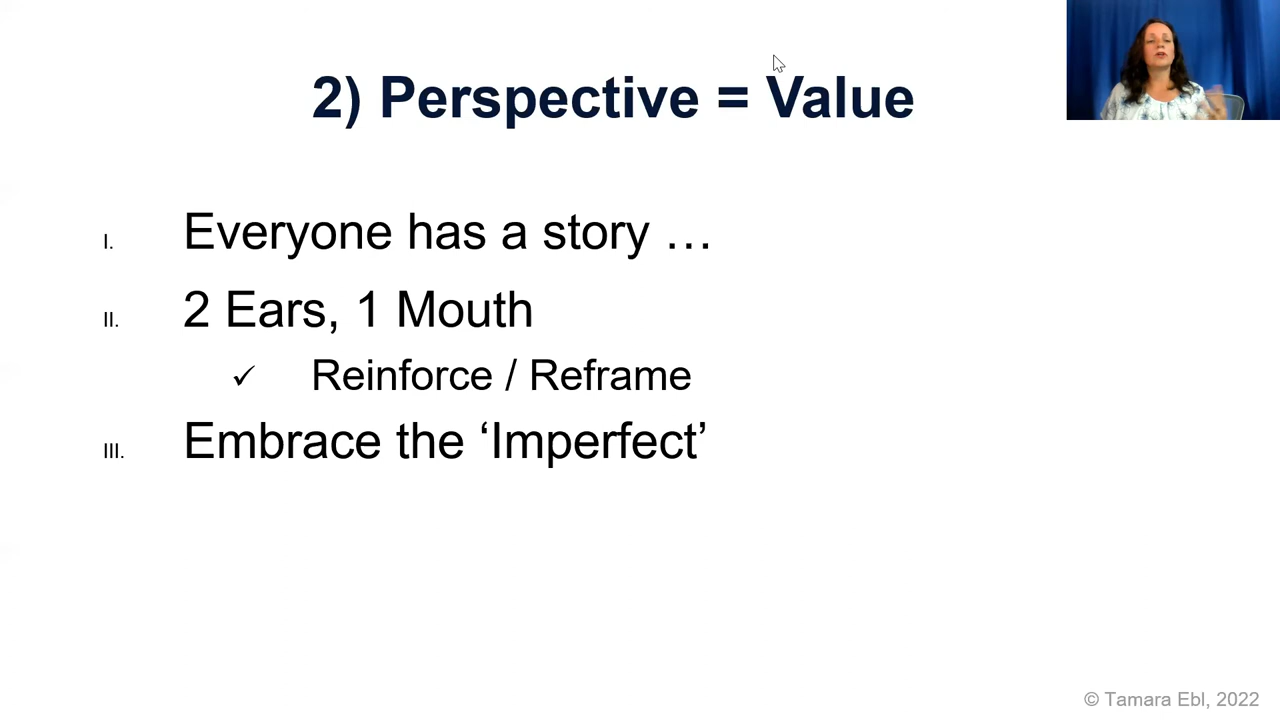 2) Perspective = Value
I. Everyone has a story …
II. 2 Ears, 1 Mouth
✓ Reinforce / Reframe
III. Embrace the ‘Imperfect’
© Tamara Ebl, 2022